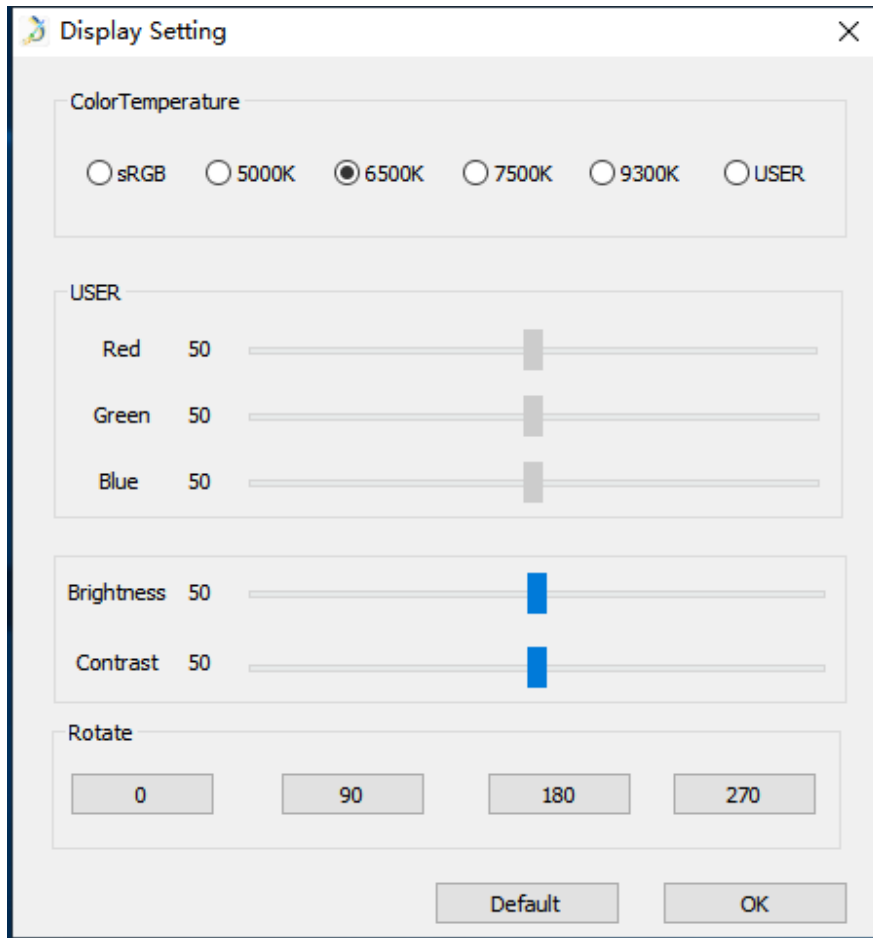 Display Setting
ColorTemperature
sRGB 5000K 6500K 7500K 9300K USER
USER
Red 50
Green 50
Blue 50
Brightness 50
Contrast 50
Rotate
0 90 180 270
Default OK